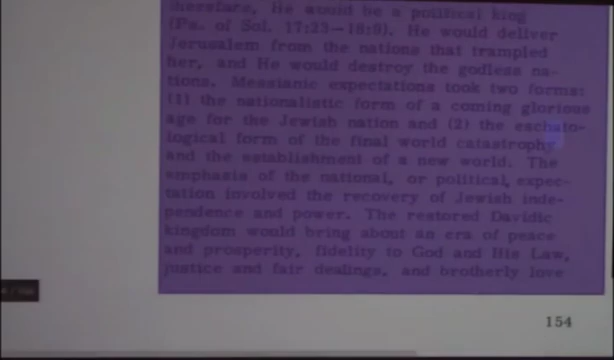 therefore, He would be a political king
(Ps. of Sol. 17:23—18:9). He would deliver
Jerusalem from the nations that trampled
her, and He would destroy the godless na-
tions. Messianic expectations took two forms:
(1) the nationalistic form of a coming glorious
age for the Jewish nation and (2) the eschato-
logical form of the final world catastrophy
and the establishment of a new world. The
emphasis of the national, or political, expec-
tation involved the recovery of Jewish inde-
pendence and power. The restored Davidic
kingdom would bring about an era of peace
and prosperity, fidelity to God and His Law,
justice and fair dealings, and brotherly love
154